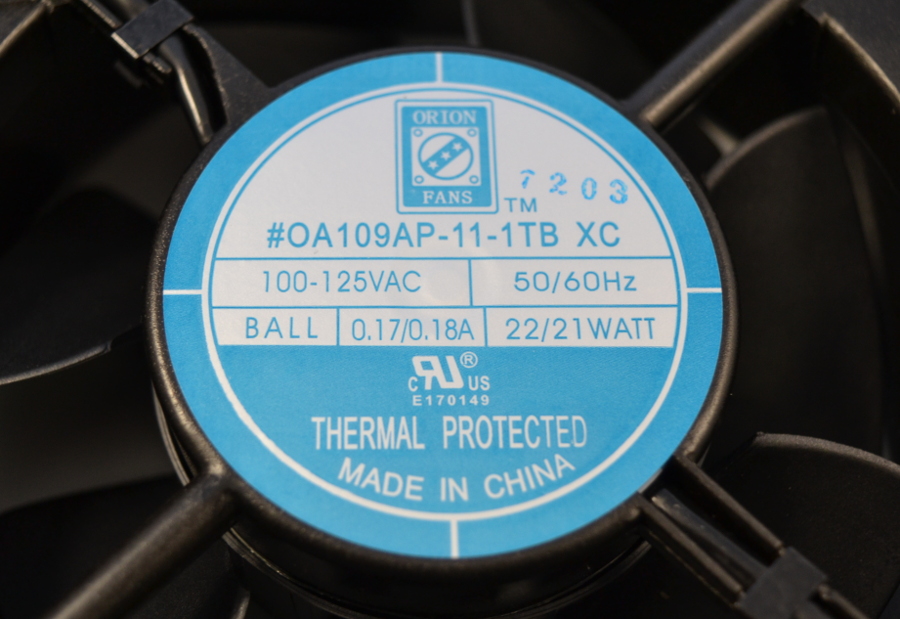 ORION
FANS
TM
7203
#OA109AP-11-1TB XC
100-125VAC 50/60Hz
BALL 0.17/0.18A 22/21WATT
c RU ® US
E170149
THERMAL PROTECTED
MADE IN CHINA